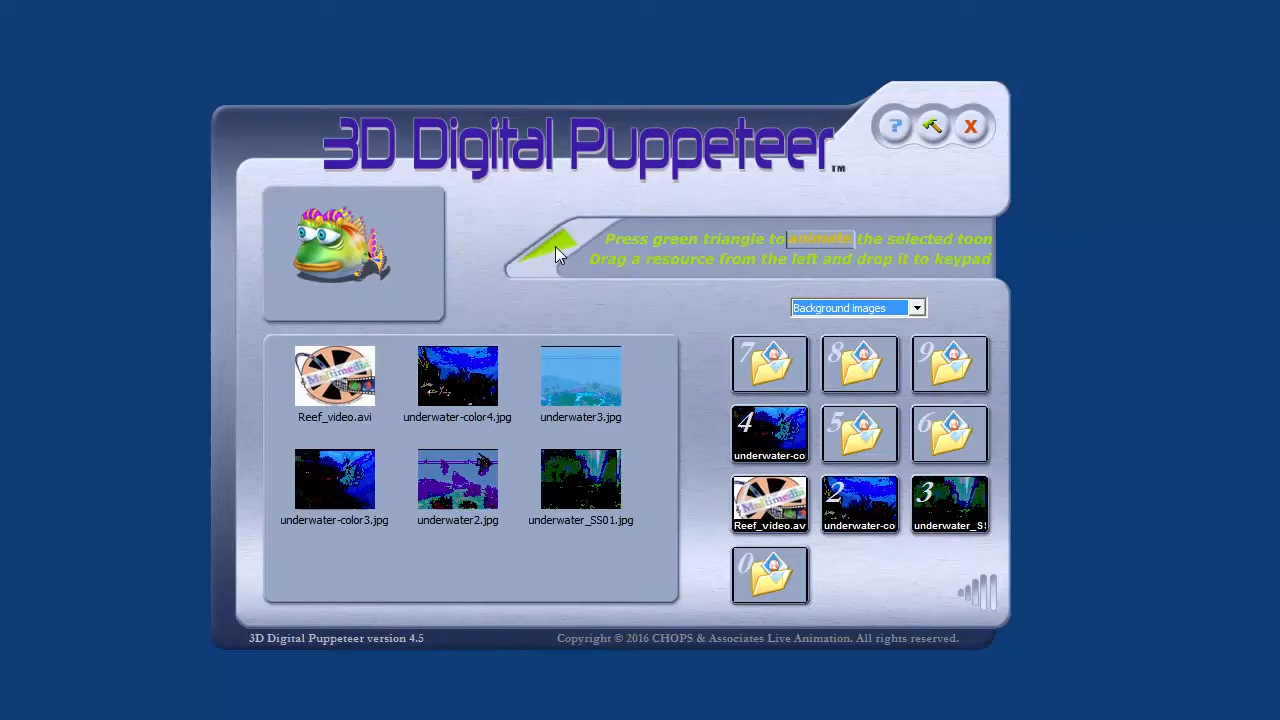 3D Digital Puppeteer™
?
X
Press green triangle to animate the selected toon
Drag a resource from the left and drop it to keypad
Background images
Multimedia
Reef_video.avi
underwater-color4.jpg
underwater3.jpg
underwater-color3.jpg
underwater2.jpg
underwater_SS01.jpg
7
8
9
4
underwater-co
5
6
Multimedia
Reef_video.av
2
underwater-co
3
underwater_S
0
3D Digital Puppeteer version 4.5
Copyright © 2016 CHOPS & Associates Live Animation. All rights reserved.